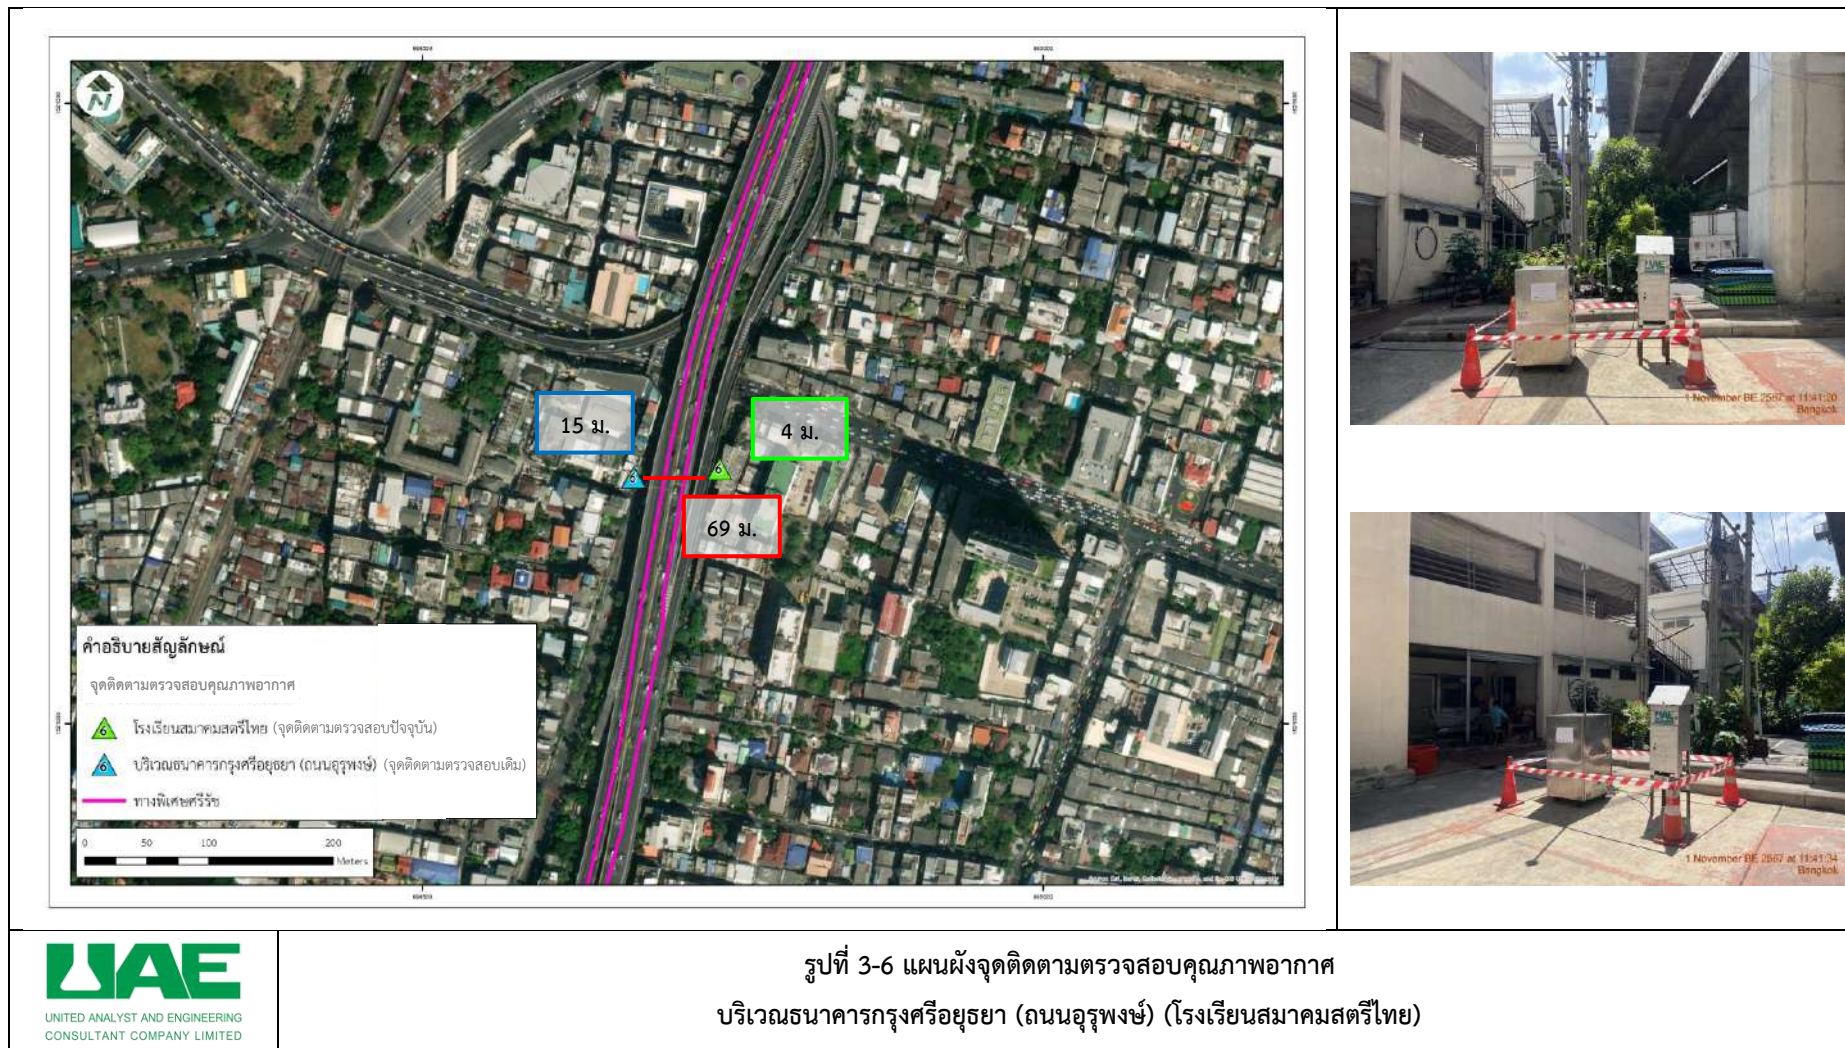 N
15 ม.
4 ม.
6
6
69 ม.
คำอธิบายสัญลักษณ์
จุดติดตามตรวจสอบคุณภาพอากาศ
6 โรงเรียนสมาคมสตรีไทย (จุดติดตามตรวจสอบปัจจุบัน)
6 บริเวณธนาคารกรุงศรีอยุธยา (ถนนอุรุพงษ์) (จุดติดตามตรวจสอบเดิม)
ทางพิเศษศรีรัช
0 50 100 200
Meters
UAE
1 November BE 2567 at 11:41:20
Bangkok
UAE
1 November BE 2567 at 11:41:34
Bangkok
UAE
UNITED ANALYST AND ENGINEERING
CONSULTANT COMPANY LIMITED
รูปที่ 3-6 แผนผังจุดติดตามตรวจสอบคุณภาพอากาศ
บริเวณธนาคารกรุงศรีอยุธยา (ถนนอุรุพงษ์) (โรงเรียนสมาคมสตรีไทย)